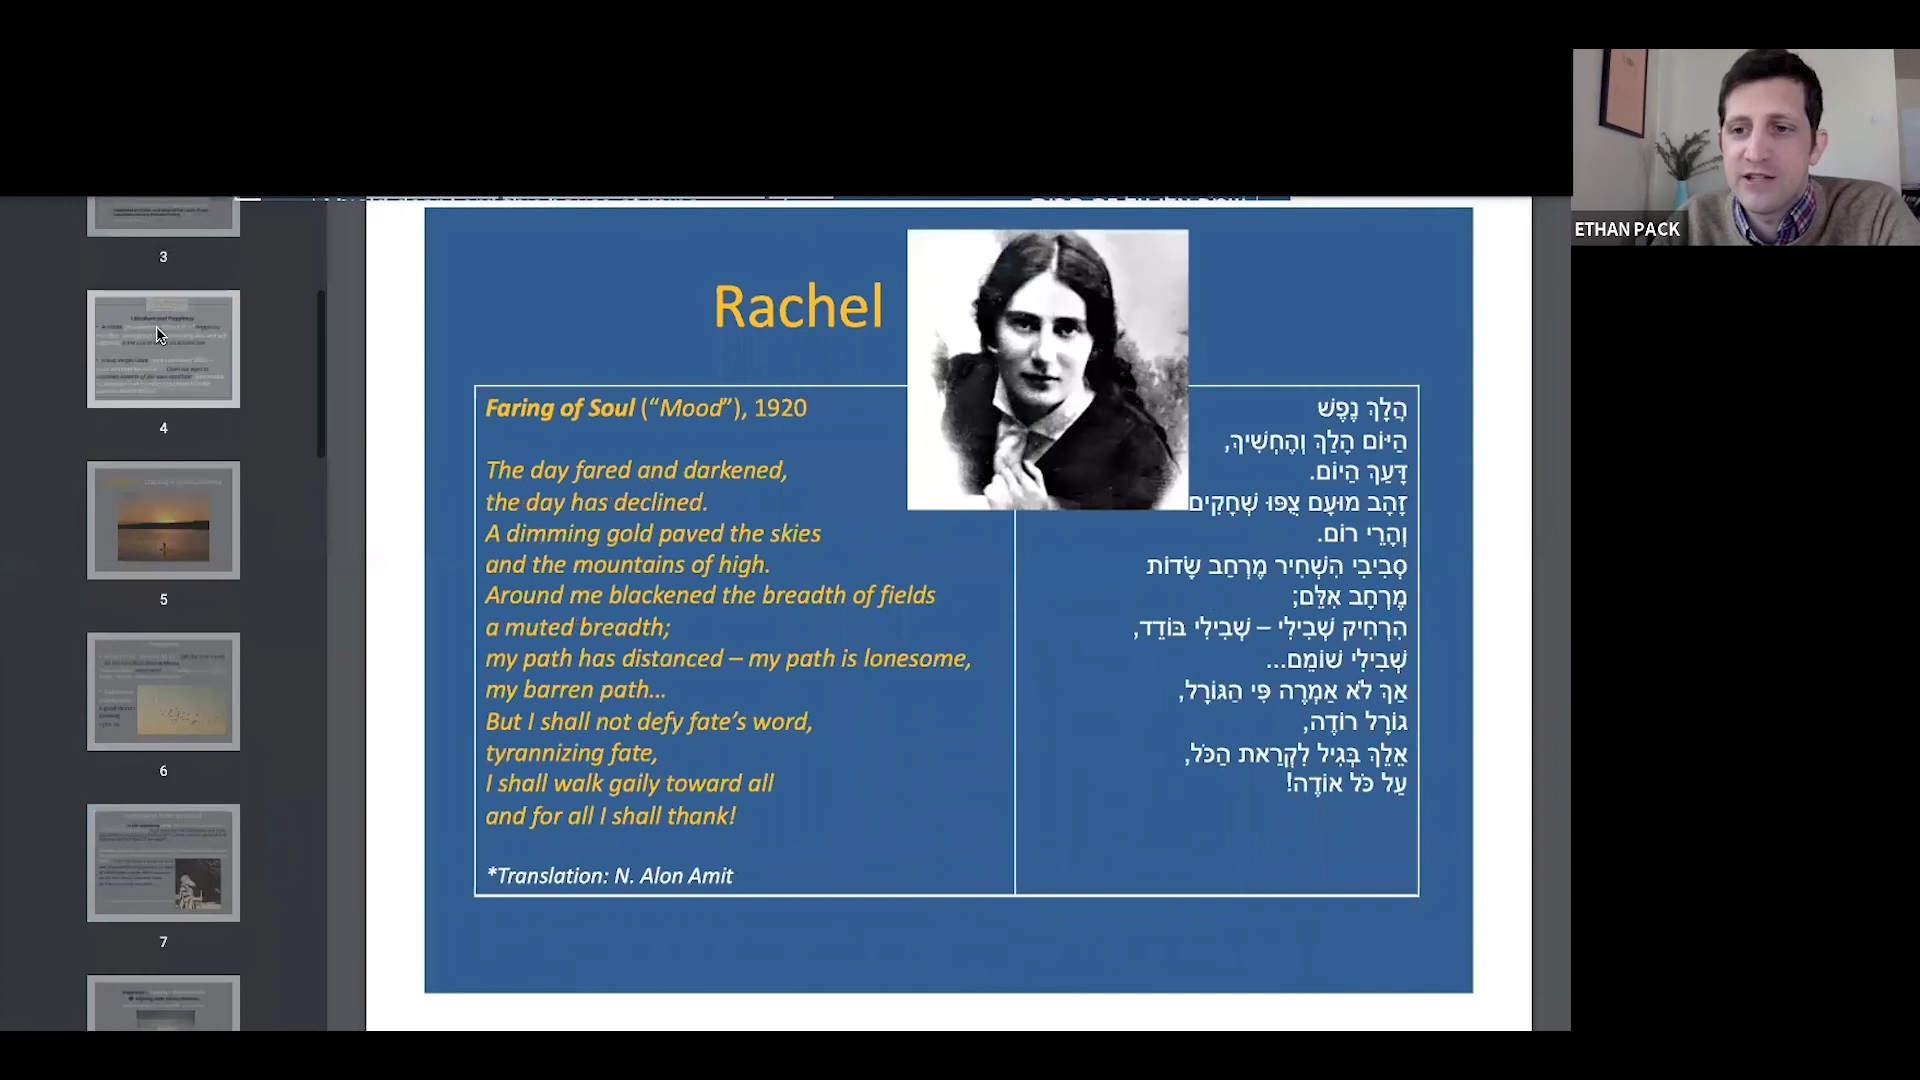 ETHAN PACK
3
4
5
6
7
Rachel
Faring of Soul (“Mood”), 1920
The day fared and darkened,
the day has declined.
A dimming gold paved the skies
and the mountains of high.
Around me blackened the breadth of fields
a muted breadth;
my path has distanced – my path is lonesome,
my barren path...
But I shall not defy fate’s word,
tyrannizing fate,
I shall walk gaily toward all
and for all I shall thank!
*Translation: N. Alon Amit
הֲלָךְ נֶפֶשׁ
הַיּוֹם הָלַךְ וְהֶחְשִׁיךְ,
דָּעַךְ הַיוֹם.
זָהָב מוּעָם צֻפּוּ שְׁחָקִים
וְהָרֵי רוֹם.
סְבִיבִי הִשְׁחִיר מֶרְחַב שָׂדוֹת
מֶרְחָב אִלֵּם;
הִרְחִיק שְׁבִילִי – שְׁבִילִי בּוֹדֵד,
שְׁבִילִי שׁוֹמֵם...
אַךְ לֹא אַמְרֶה פִּי הַגּוֹרָל,
גּוֹרָל רוֹדֶה,
אֵלֵךְ בְּגִיל לִקְרַאת הַכֹּל,
עַל כֹּל אוֹדֶה!